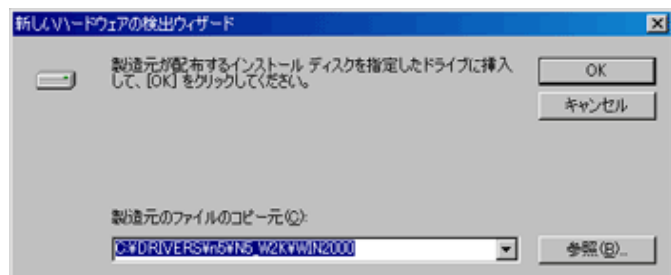 新しいハードウェアの検出ウィザード
製造元が配布するインストール ディスクを指定したドライブに挿入
して、[OK] をクリックしてください。
OK
キャンセル
製造元のファイルのコピー元(C):
C:¥DRIVERS¥n5¥N5_W2K¥WIN2000
参照(B)...